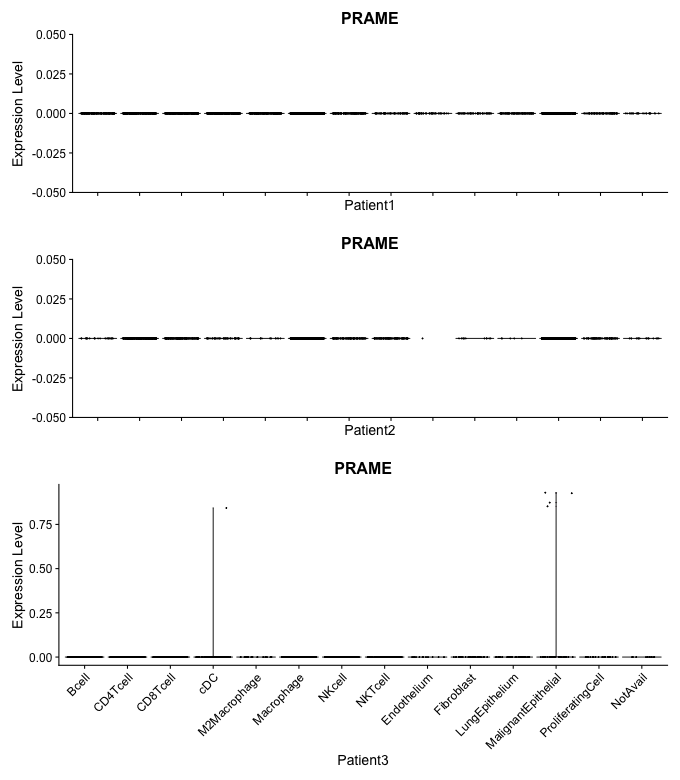 PRAME
0.050
0.025
0.000
-0.025
-0.050
Expression Level
Patient1
PRAME
0.050
0.025
0.000
-0.025
-0.050
Expression Level
Patient2
PRAME
0.75
0.50
0.25
0.00
Expression Level
Bcell
CD4Tcell
CD8Tcell
cDC
M2Macrophage
Macrophage
NKcell
NKTcell
Endothelium
Fibroblast
LungEpithelium
MalignantEpithelial
ProliferatingCell
NotAvail
Patient3